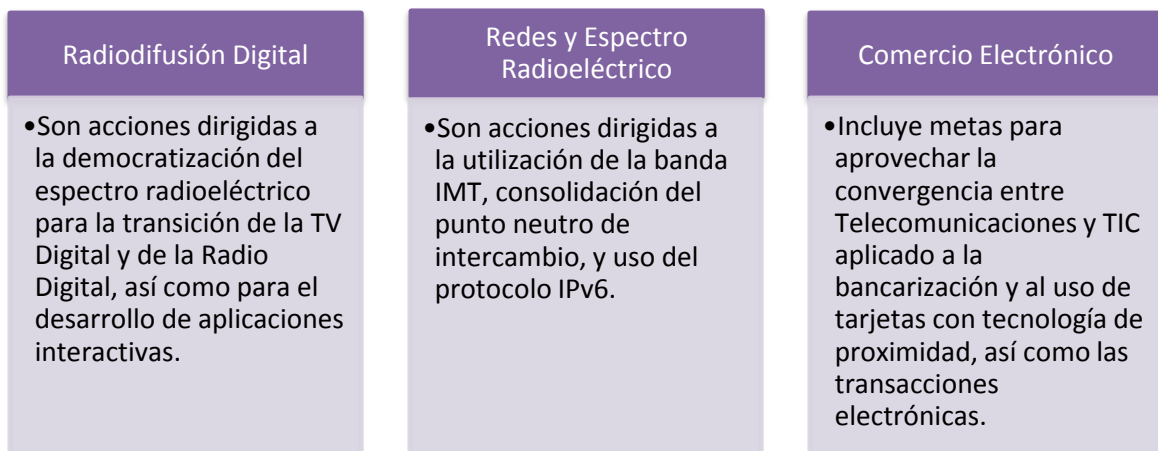 Radiodifusión Digital
•Son acciones dirigidas a
la democratización del
espectro radioeléctrico
para la transición de la TV
Digital y de la Radio
Digital, así como para el
desarrollo de aplicaciones
interactivas.
Redes y Espectro
Radioeléctrico
•Son acciones dirigidas a
la utilización de la banda
IMT, consolidación del
punto neutro de
intercambio, y uso del
protocolo IPv6.
Comercio Electrónico
•Incluye metas para
aprovechar la
convergencia entre
Telecomunicaciones y TIC
aplicado a la
bancarización y al uso de
tarjetas con tecnología de
proximidad, así como las
transacciones
electrónicas.